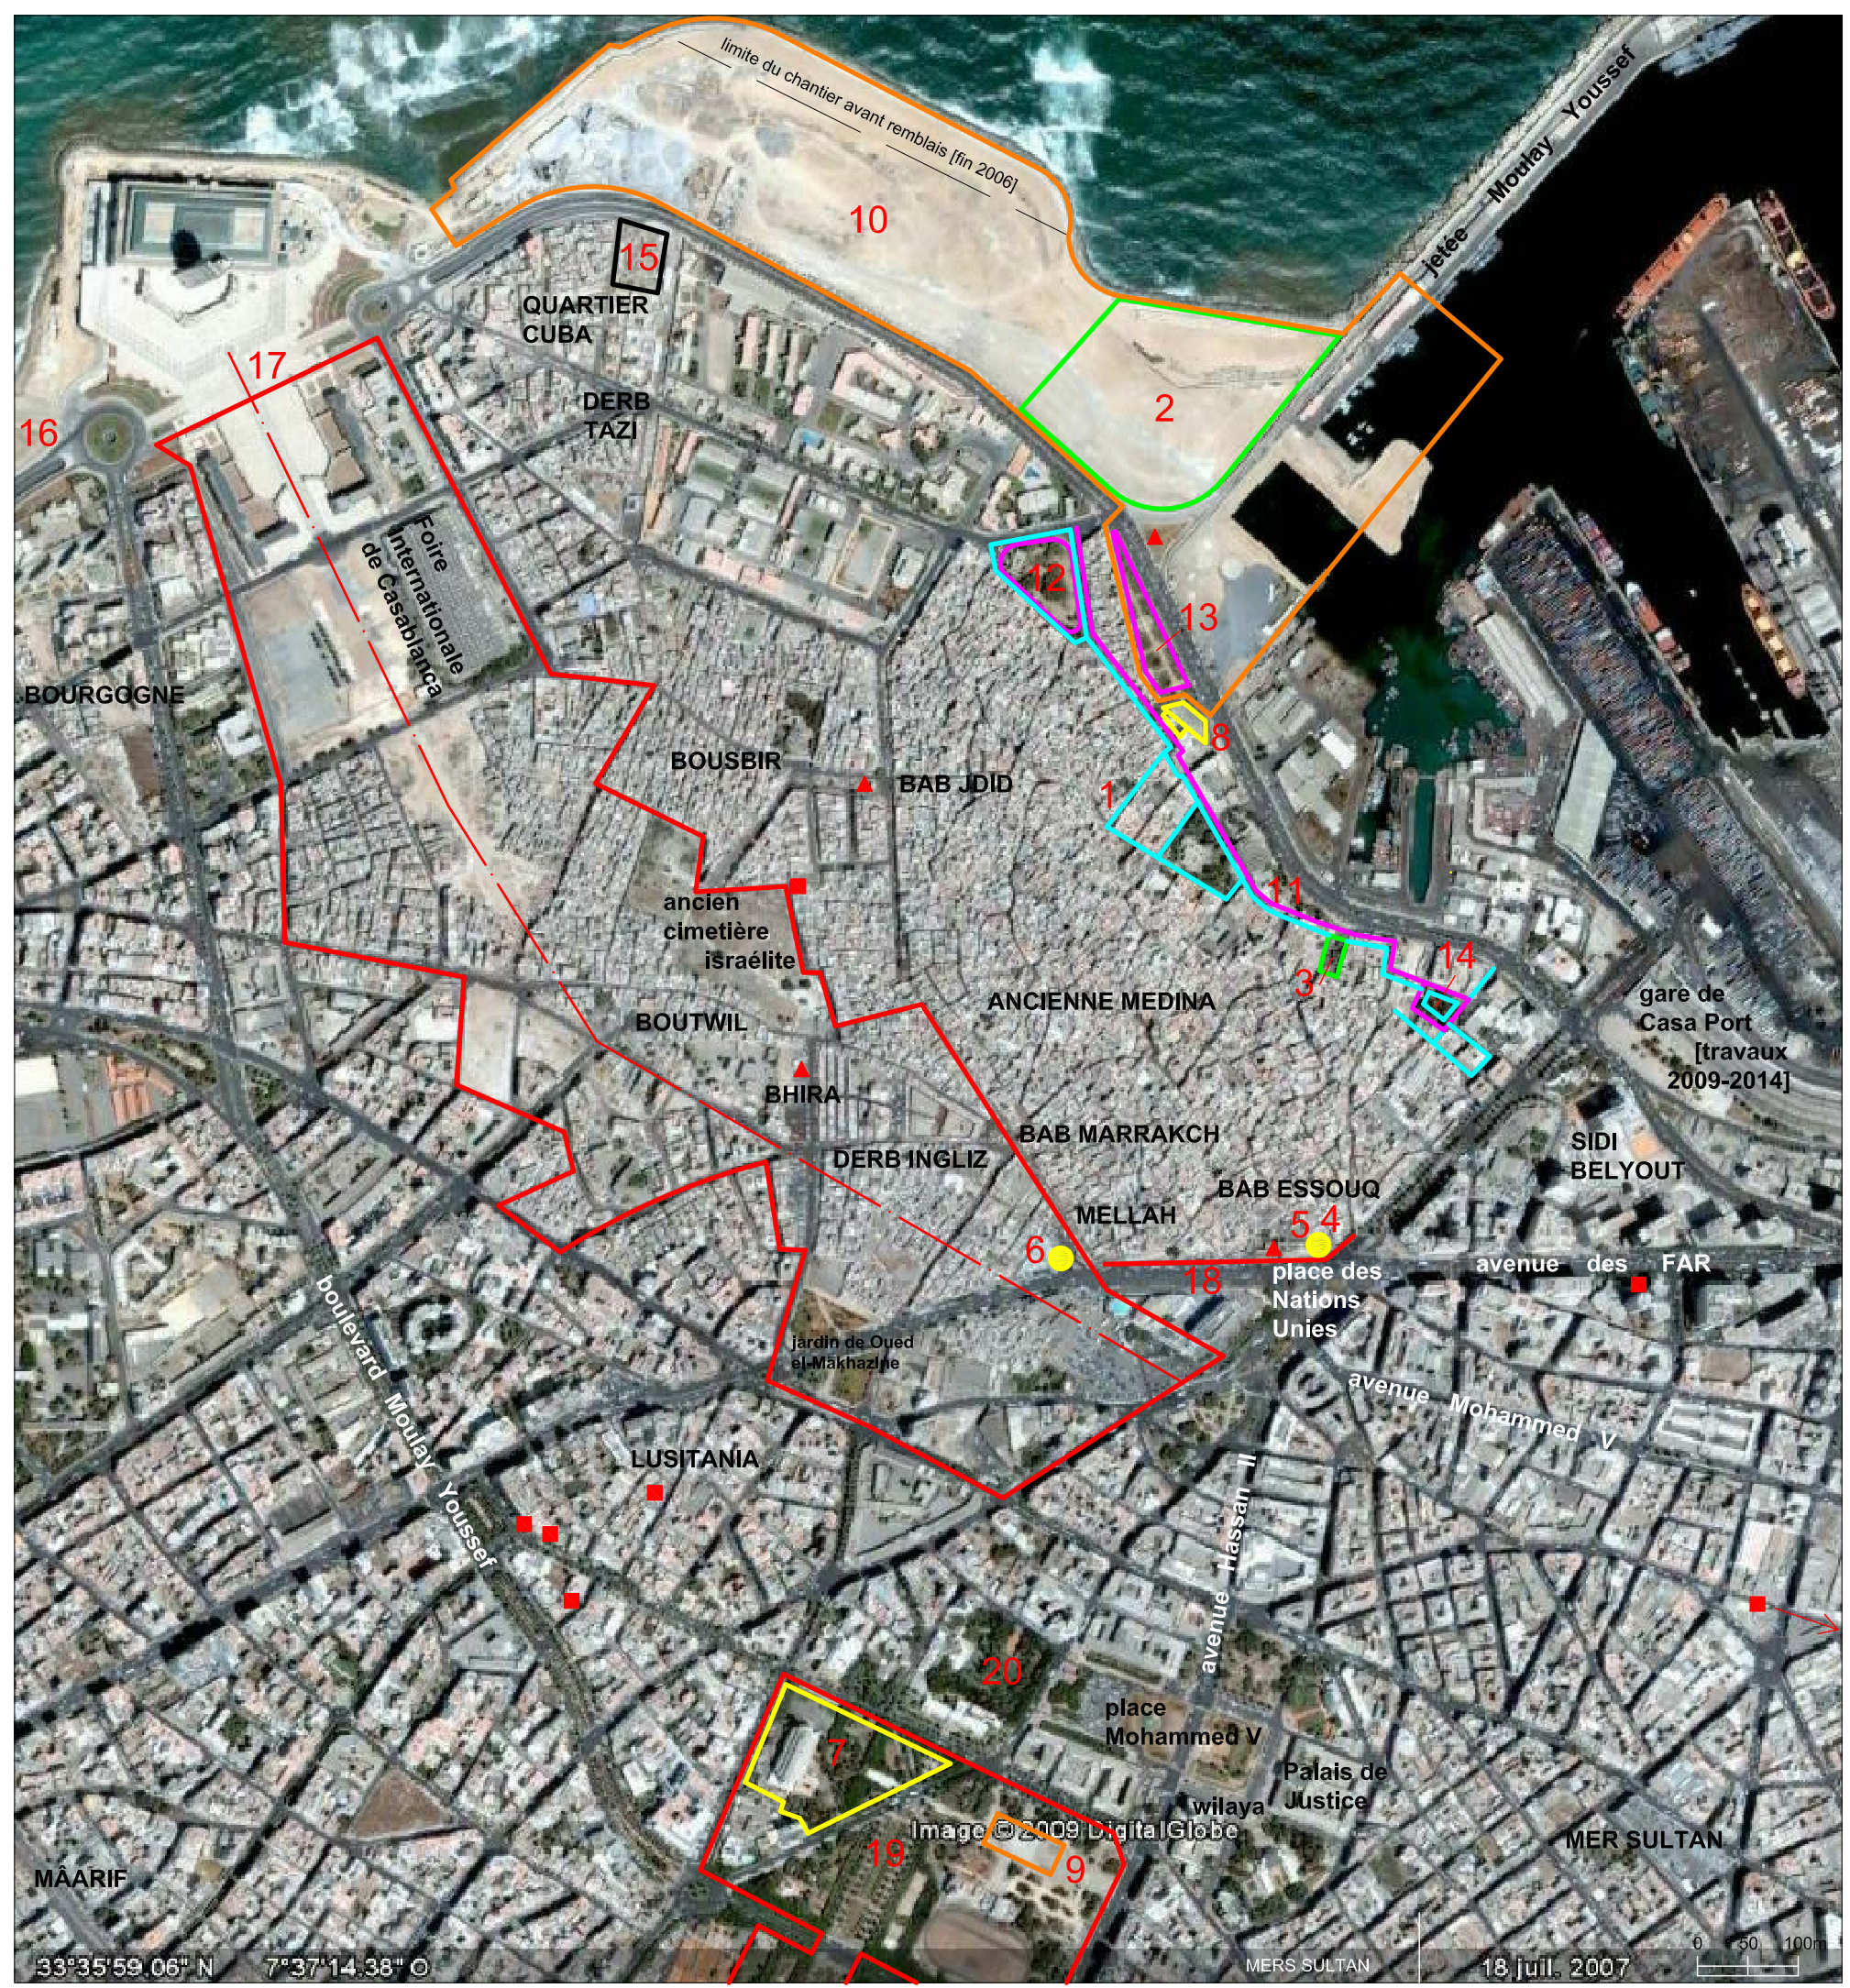 limite du chantier avant remblais [fin 2006]
jetée Moulay Youssef
10
15
QUARTIER
CUBA
17
16
DERB
TAZI
2
Foire
Internationale
de Casablanca
12
13
BOURGOGNE
8
BOUSBIR
BAB JDID
1
11
ancien
cimetière
israélite
3
14
ANCIENNE MEDINA
gare de
Casa Port
[travaux
2009-2014]
BOUTWIL
BHIRA
BAB MARRAKCH
DERB INGLIZ
SIDI
BELYOUT
BAB ESSOUQ
MELLAH
5
4
6
18
place des
Nations
Unies
avenue des FAR
boulevard Moulay Youssef
jardin de Oued
el-Makhazine
avenue Mohammed V
LUSITANIA
avenue Hassan II
20
place
Mohammed V
7
Palais de
Justice
wilaya
Image © 2009 DigitalGlobe
19
9
MER SULTAN
MÂARIF
0 50 100m
33°35'59.06" N 7°37'14.38" O
MERS SULTAN
18 juil. 2007